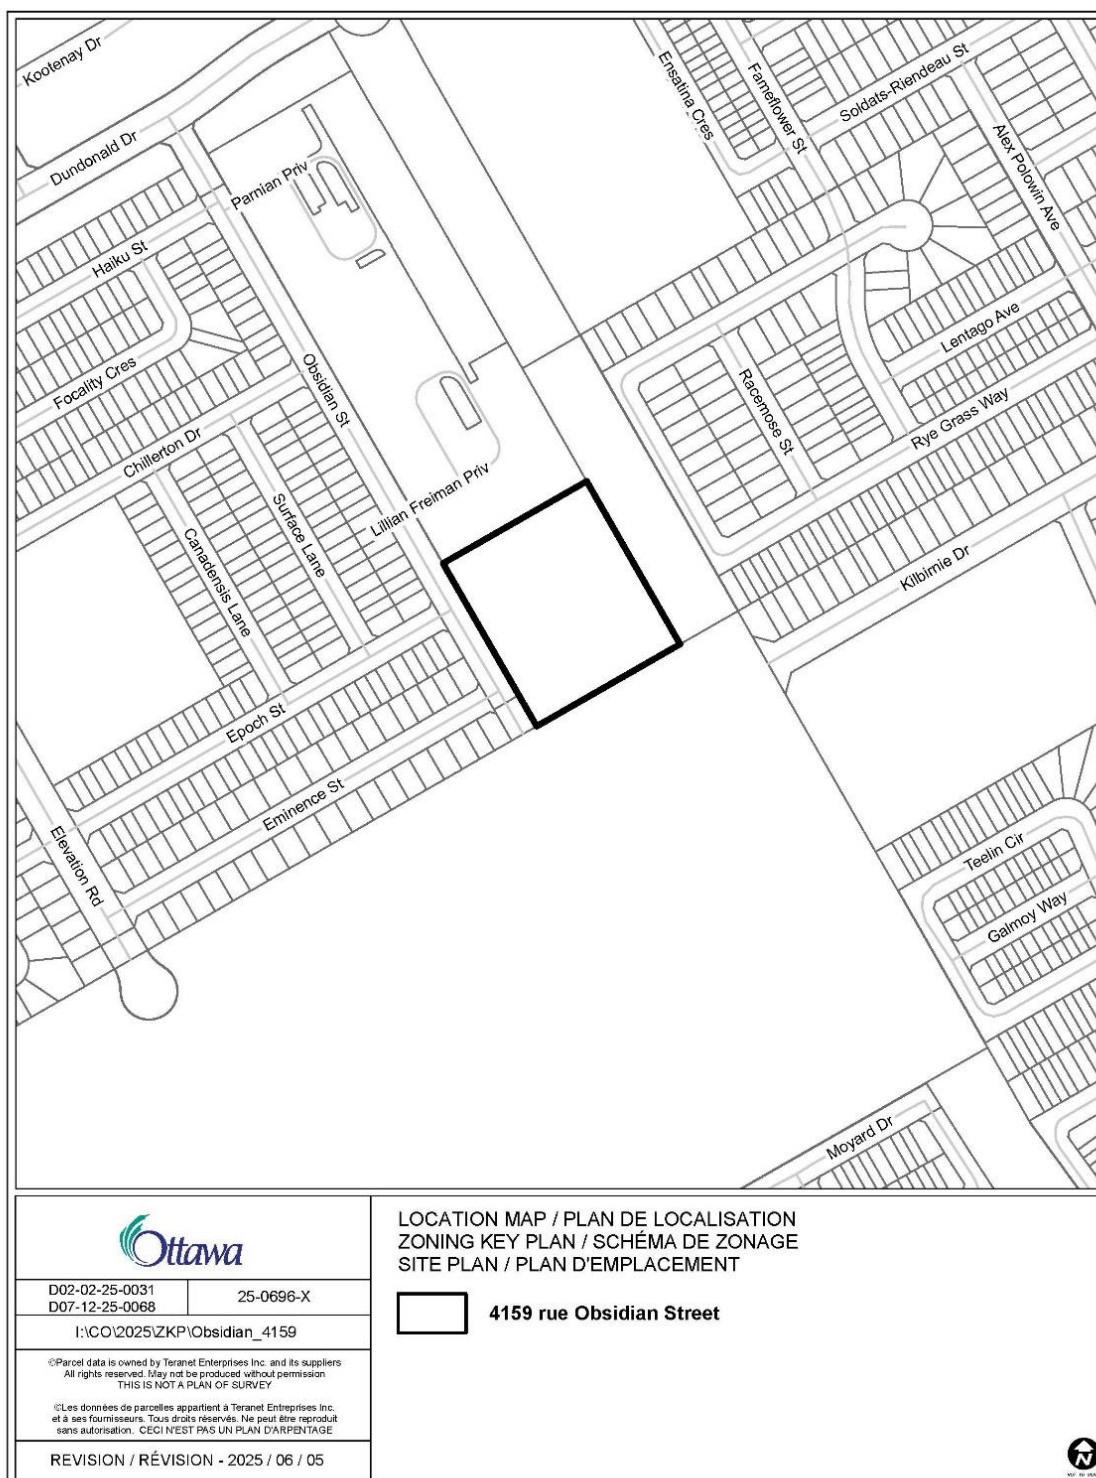 Kootenay Dr
Dundonald Dr
Parnian Priv
Haiku St
Focality Cres
Obsidian St
Chillerton Dr
Surface Lane
Canadensis Lane
Lillian Freiman Priv
Epoch St
Eminence St
Elevation Rd
Ensatina Cres
Fameflower St
Soldats-Riendeau St
Alex Polowin Ave
Lentago Ave
Racemose St
Rye Grass Way
Kilbirnie Dr
Teelin Cir
Galmoy Way
Moyard Dr
Ottawa
D02-02-25-0031
D07-12-25-0068
25-0696-X
I:\CO\2025\ZKP\Obsidian_4159
©Parcel data is owned by Teranet Enterprises Inc. and its suppliers
All rights reserved. May not be produced without permission
THIS IS NOT A PLAN OF SURVEY
©Les données de parcelles appartient à Teranet Entreprises Inc.
et à ses fournisseurs. Tous droits réservés. Ne peut être reproduit
sans autorisation. CECI N'EST PAS UN PLAN D'ARPENTAGE
REVISION / RÉVISION - 2025 / 06 / 05
LOCATION MAP / PLAN DE LOCALISATION
ZONING KEY PLAN / SCHÉMA DE ZONAGE
SITE PLAN / PLAN D'EMPLACEMENT
4159 rue Obsidian Street
N